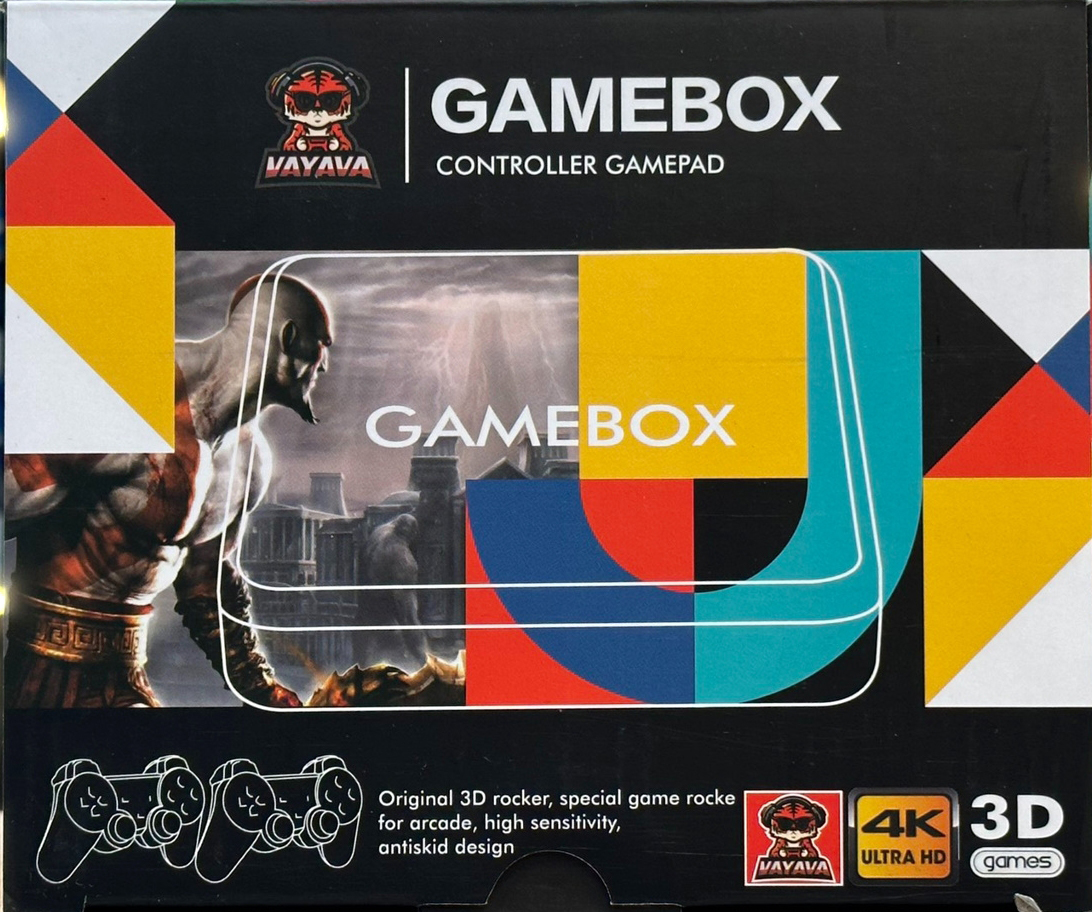 VAYAVA
GAMEBOX
CONTROLLER GAMEPAD
GAMEBOX
Original 3D rocker, special game rocke
for arcade, high sensitivity,
antiskid design
VAYAVA
4K
ULTRA HD
3D
games